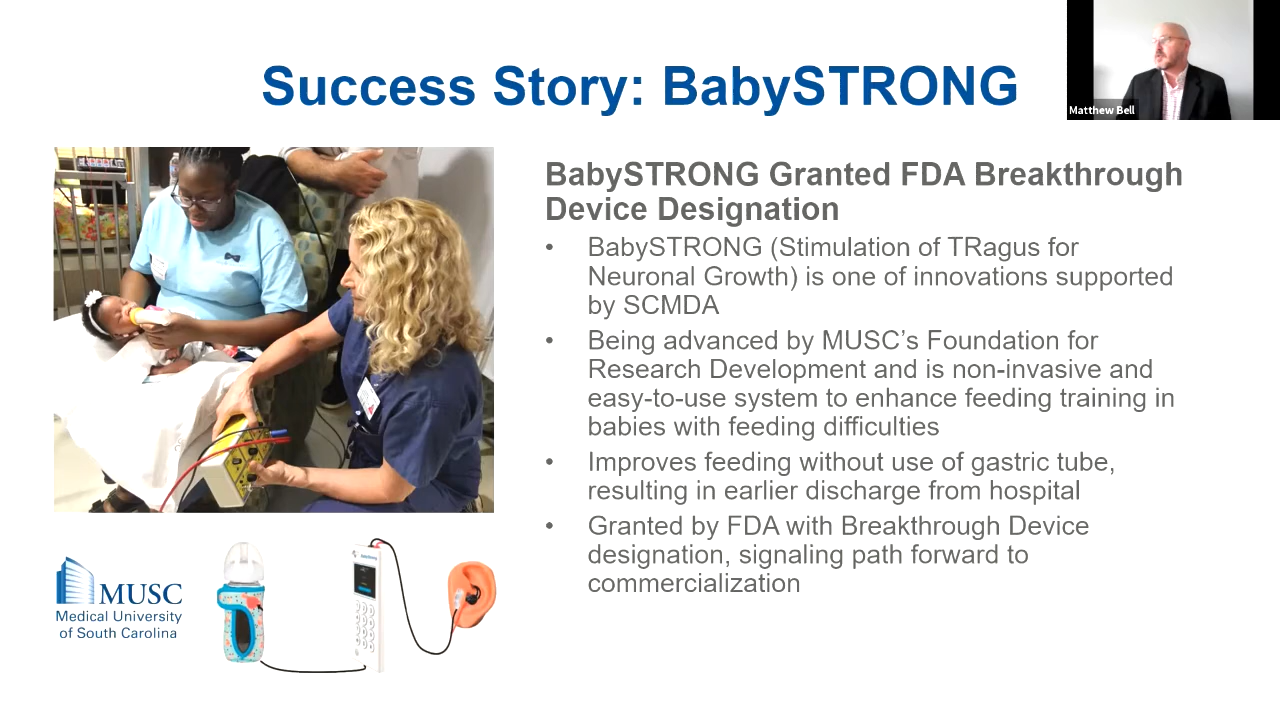 Success Story: BabySTRONG
Matthew Bell
BabySTRONG Granted FDA Breakthrough
Device Designation
• BabySTRONG (Stimulation of TRagus for
Neuronal Growth) is one of innovations supported
by SCMDA
• Being advanced by MUSC’s Foundation for
Research Development and is non-invasive and
easy-to-use system to enhance feeding training in
babies with feeding difficulties
• Improves feeding without use of gastric tube,
resulting in earlier discharge from hospital
• Granted by FDA with Breakthrough Device
designation, signaling path forward to
commercialization
MUSC
Medical University
of South Carolina